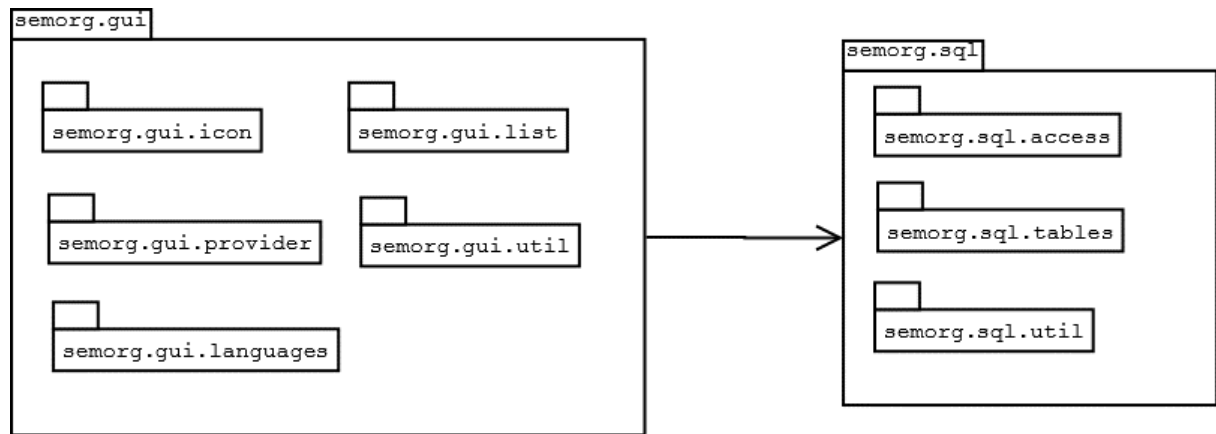 semorg.gui
semorg.gui.icon
semorg.gui.list
semorg.gui.provider
semorg.gui.util
semorg.gui.languages
semorg.sql
semorg.sql.access
semorg.sql.tables
semorg.sql.util